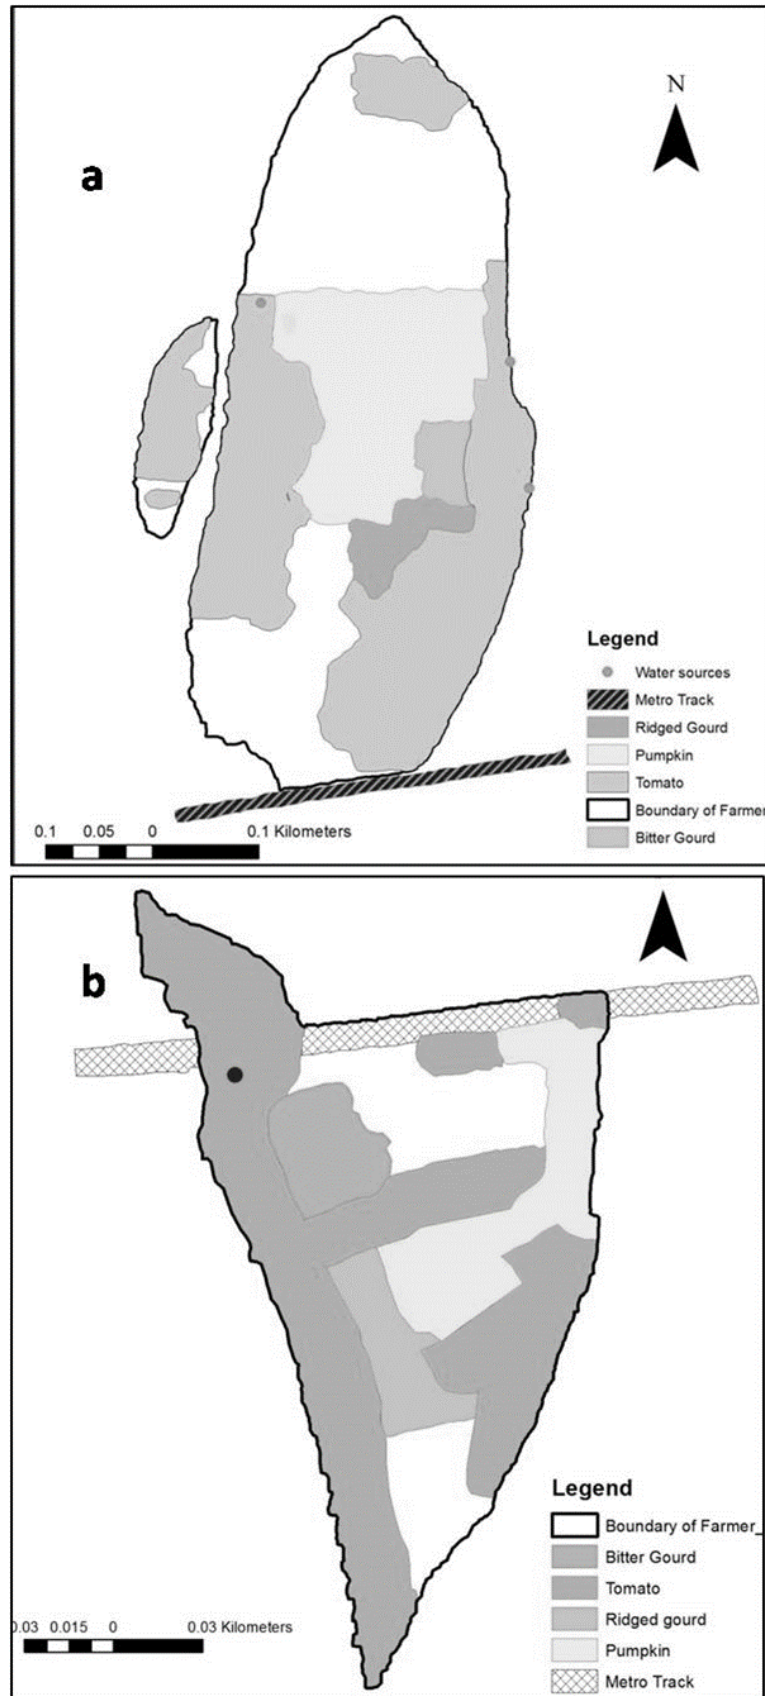 N
a
Legend
Water sources
Metro Track
Ridged Gourd
Pumpkin
Tomato
Boundary of Farmer
Bitter Gourd
0.1 0.05 0 0.1 Kilometers
b
Legend
Boundary of Farmer_
Bitter Gourd
Tomato
Ridged gourd
Pumpkin
Metro Track
0.03 0.015 0 0.03 Kilometers